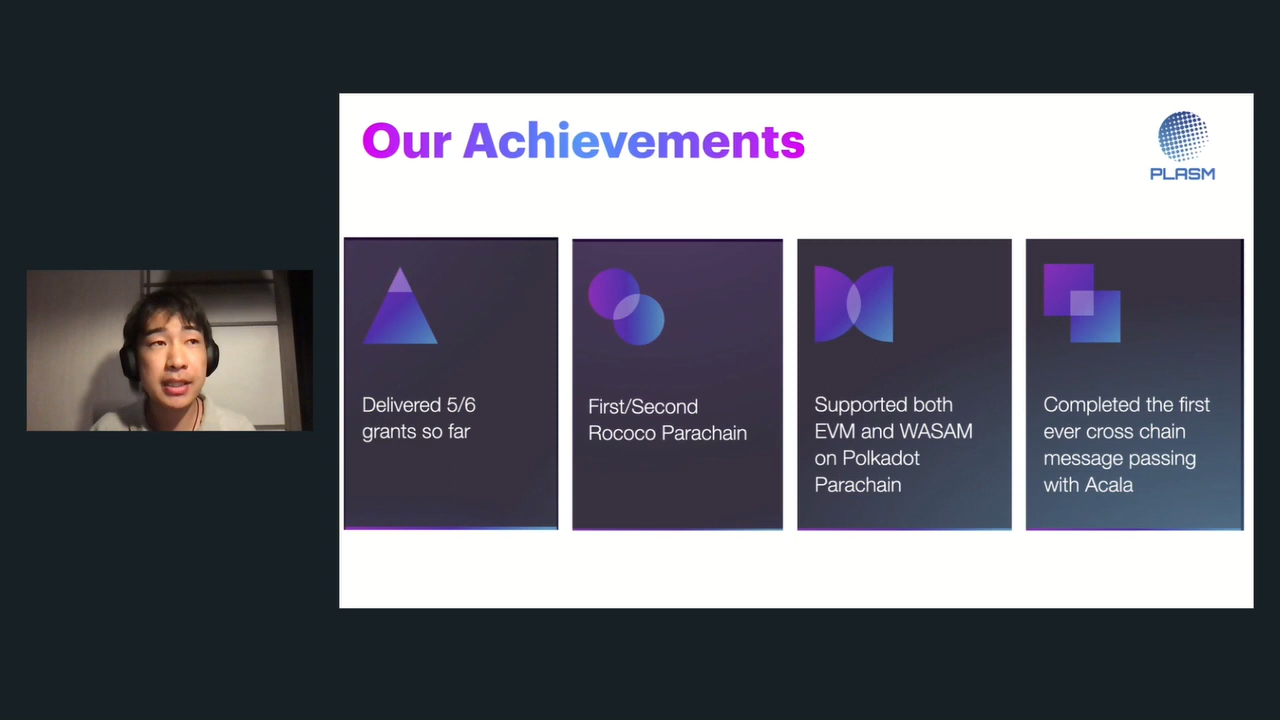 Our Achievements
PLASM
Delivered 5/6
grants so far
First/Second
Rococo Parachain
Supported both
EVM and WASAM
on Polkadot
Parachain
Completed the first
ever cross chain
message passing
with Acala